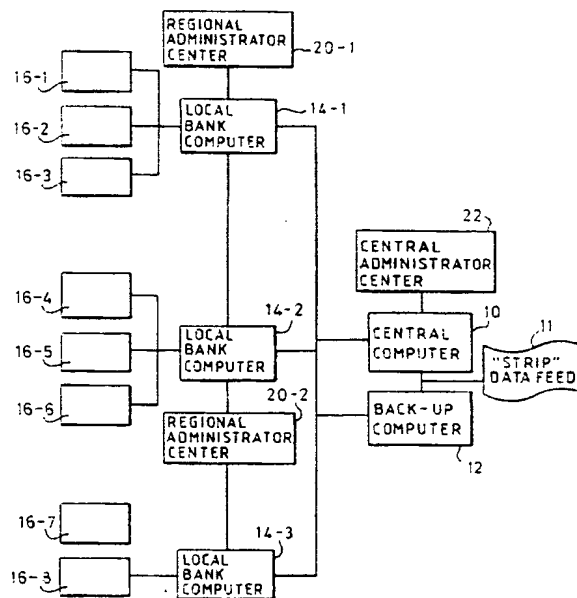 REGIONAL
ADMINISTRATOR
CENTER
20-1
16-1
16-2
16-3
LOCAL
BANK
COMPUTER
14-1
22
CENTRAL
ADMINISTRATOR
CENTER
16-4
16-5
16-6
14-2
LOCAL
BANK
COMPUTER
10
CENTRAL
COMPUTER
11
"STRIP"
DATA FEED
20-2
REGIONAL
ADMINISTRATOR
CENTER
BACK-UP
COMPUTER
12
16-7
16-8
14-3
LOCAL
BANK
COMPUTER